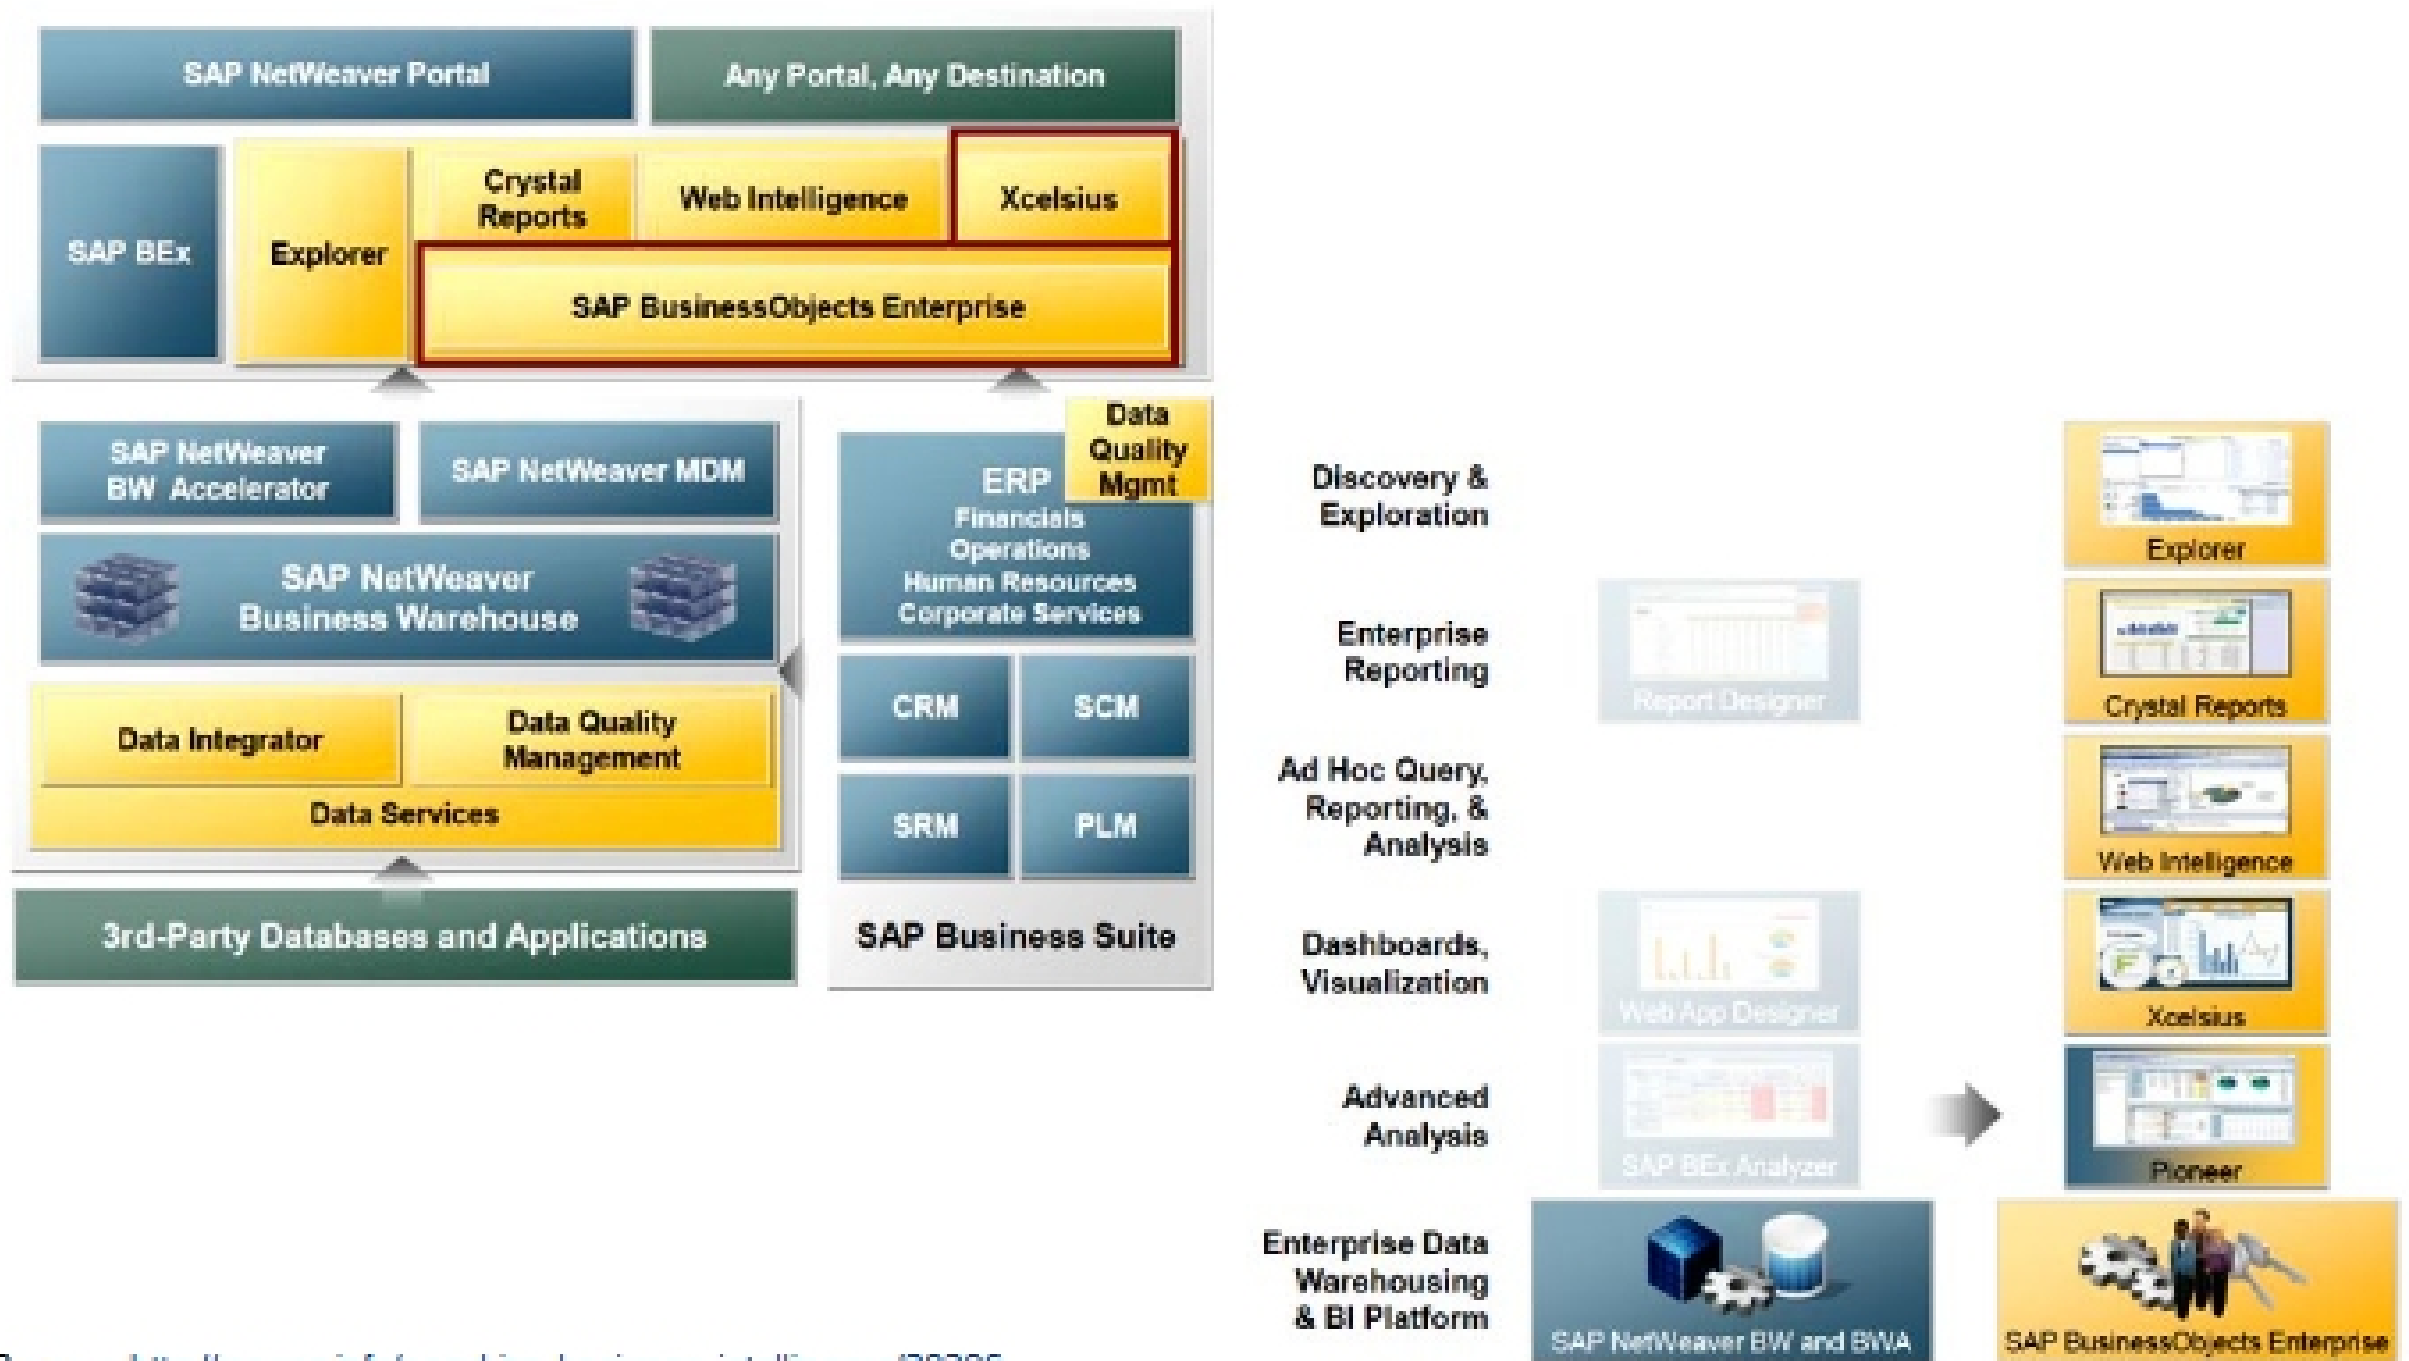 SAP NetWeaver Portal
Any Portal, Any Destination
SAP BEx
Explorer
Crystal
Reports
Web Intelligence
Xcelsius
SAP BusinessObjects Enterprise
SAP NetWeaver
BW Accelerator
SAP NetWeaver MDM
SAP NetWeaver
Business Warehouse
Data Integrator
Data Quality
Management
Data Services
3rd-Party Databases and Applications
Data
Quality
Mgmt
ERP
Financials
Operations
Human Resources
Corporate Services
CRM
SCM
SRM
PLM
SAP Business Suite
Discovery &
Exploration
Explorer
Enterprise
Reporting
Report Designer
Crystal Reports
Ad Hoc Query,
Reporting, &
Analysis
Web Intelligence
Dashboards,
Visualization
Web App Designer
Xcelsius
Advanced
Analysis
SAP BEx Analyzer
Pioneer
Enterprise Data
Warehousing
& BI Platform
SAP NetWeaver BW and BWA
SAP BusinessObjects Enterprise